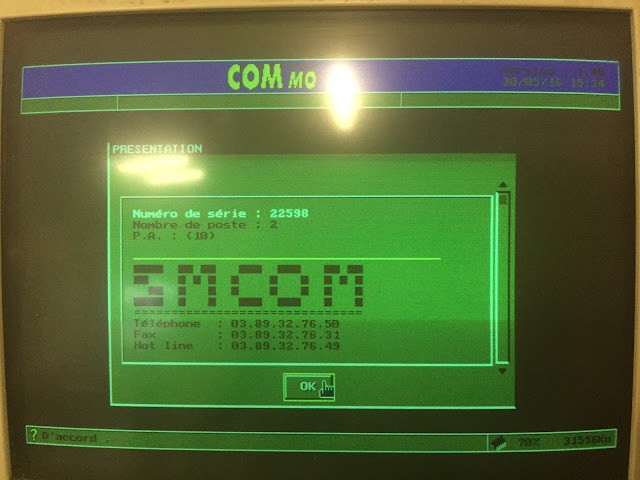 COM MO
30/05/16 15:34
PRESENTATION
Numéro de série : 22598
Nombre de poste : 2
P.A. : (10)
SMCOM
Téléphone : 03.89.32.76.50
Fax : 03.89.32.76.31
Hot line : 03.89.32.76.49
OK
? D'accord .
70% 31556Ko